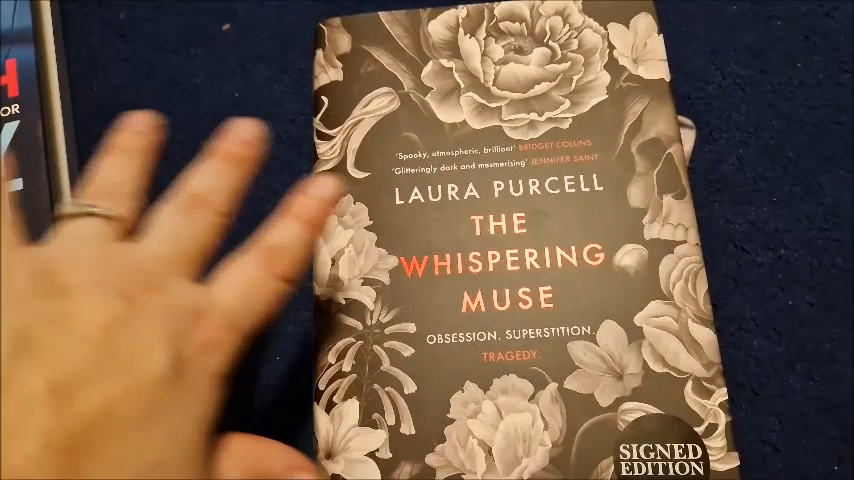 H
OR
'Spooky, atmospheric, brilliant' BRIDGET COLLINS
'Glitteringly dark and mesmerising' JENNIFER SAINT
LAURA PURCELL
THE
WHISPERING
MUSE
OBSESSION. SUPERSTITION.
TRAGEDY.
SIGNED
EDITION